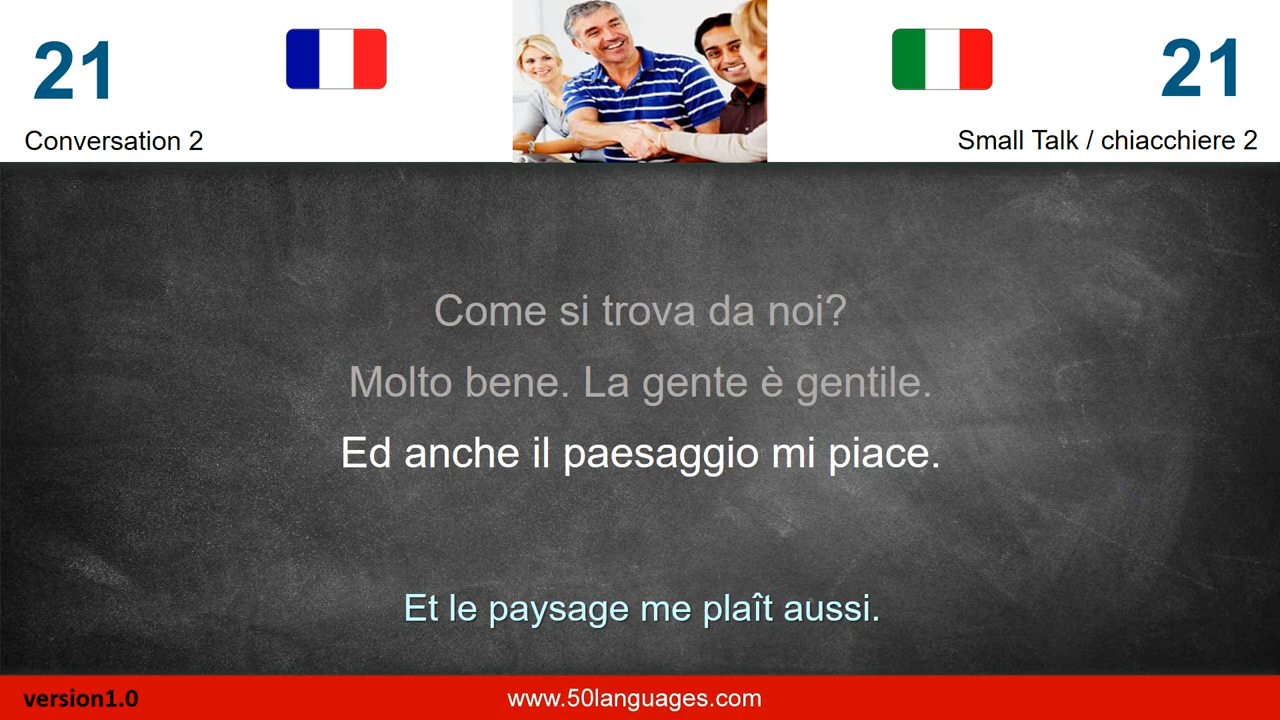 21
21
Conversation 2
Small Talk / chiacchiere 2
Come si trova da noi?
Molto bene. La gente è gentile.
Ed anche il paesaggio mi piace.
Et le paysage me plaît aussi.
version1.0
www.50languages.com